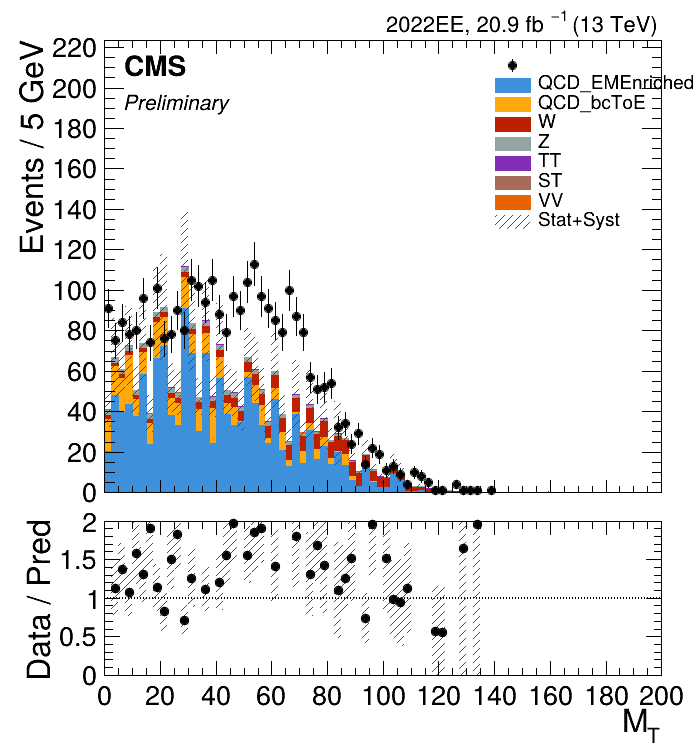 2022EE, 20.9 fb⁻¹ (13 TeV)
CMS
Preliminary
QCD_EMEnriched
QCD_bcToE
W
Z
TT
ST
VV
Stat+Syst
Events / 5 GeV
220
200
180
160
140
120
100
80
60
40
20
0
Data / Pred
2
1.5
1
0.5
0
0 20 40 60 80 100 120 140 160 180 200
M_T